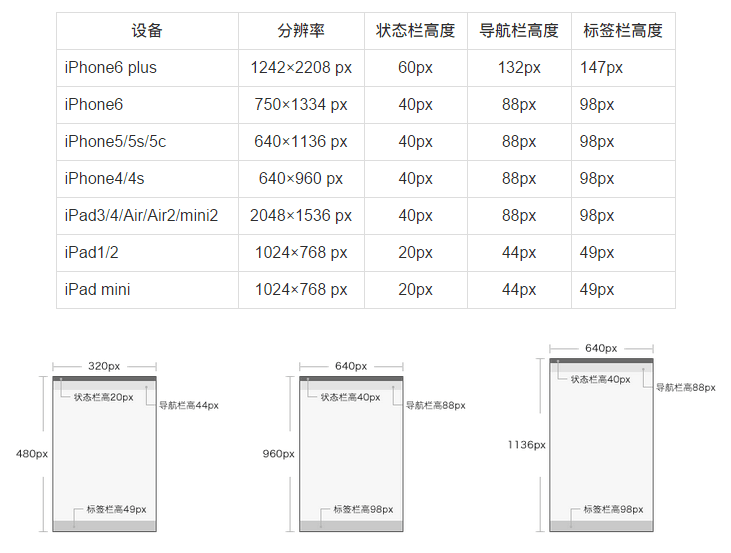 设备 分辨率 状态栏高度 导航栏高度 标签栏高度
iPhone6 plus 1242×2208 px 60px 132px 147px
iPhone6 750×1334 px 40px 88px 98px
iPhone5/5s/5c 640×1136 px 40px 88px 98px
iPhone4/4s 640×960 px 40px 88px 98px
iPad3/4/Air/Air2/mini2 2048×1536 px 40px 88px 98px
iPad1/2 1024×768 px 20px 44px 49px
iPad mini 1024×768 px 20px 44px 49px
320px
状态栏高20px
导航栏高44px
480px
标签栏高49px
640px
状态栏高40px
导航栏高88px
960px
标签栏高98px
640px
状态栏高40px
导航栏高88px
1136px
标签栏高98px